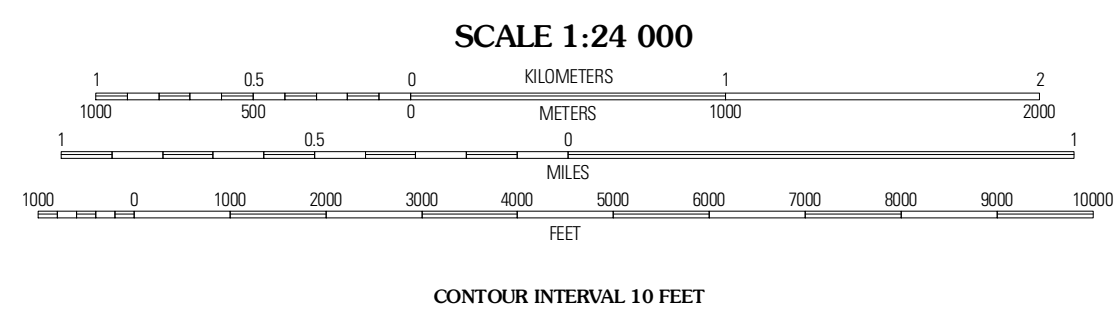 SCALE 1:24 000
1 0.5 0 KILOMETERS 1 2
1000 500 0 METERS 1000 2000
1 0.5 0 1
MILES
1000 0 1000 2000 3000 4000 5000 6000 7000 8000 9000 10000
FEET
CONTOUR INTERVAL 10 FEET